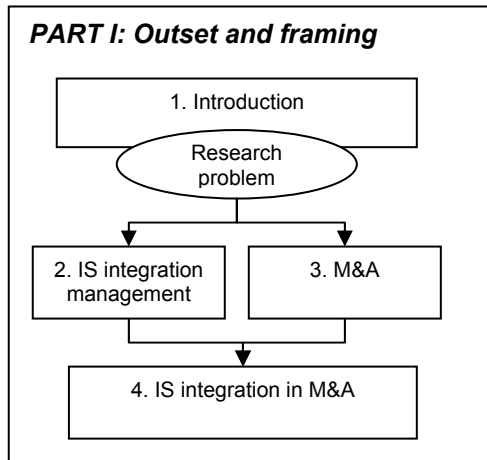 PART I: Outset and framing
1. Introduction
Research
problem
2. IS integration
management
3. M&A
4. IS integration in M&A